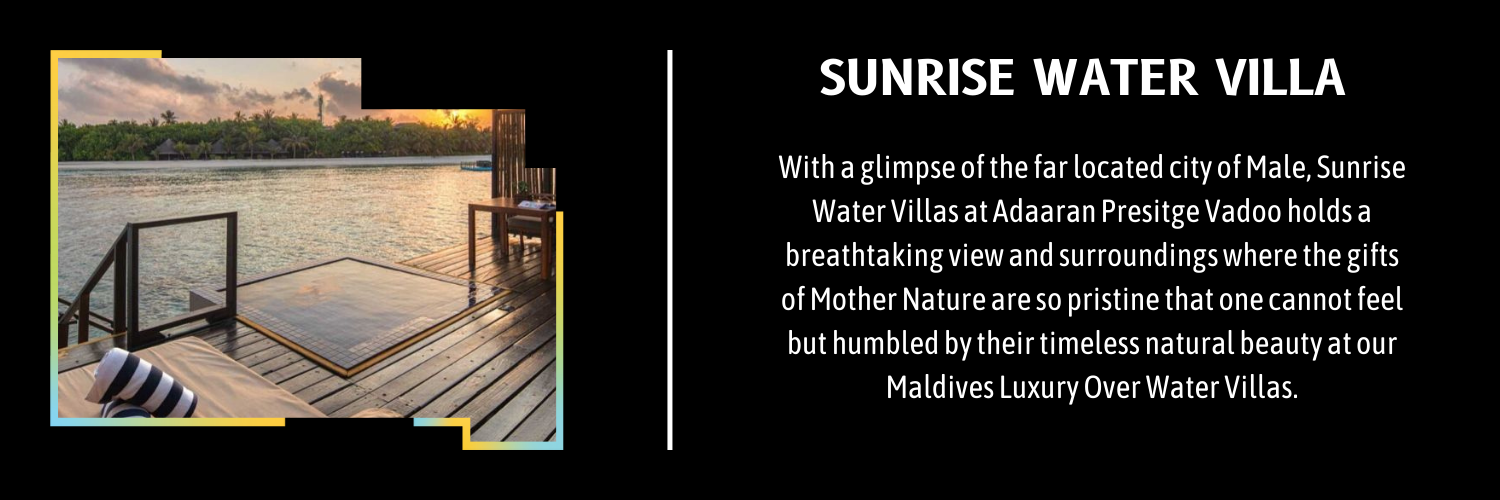 SUNRISE WATER VILLA
With a glimpse of the far located city of Male, Sunrise
Water Villas at Adaaran Presitge Vadoo holds a
breathtaking view and surroundings where the gifts
of Mother Nature are so pristine that one cannot feel
but humbled by their timeless natural beauty at our
Maldives Luxury Over Water Villas.